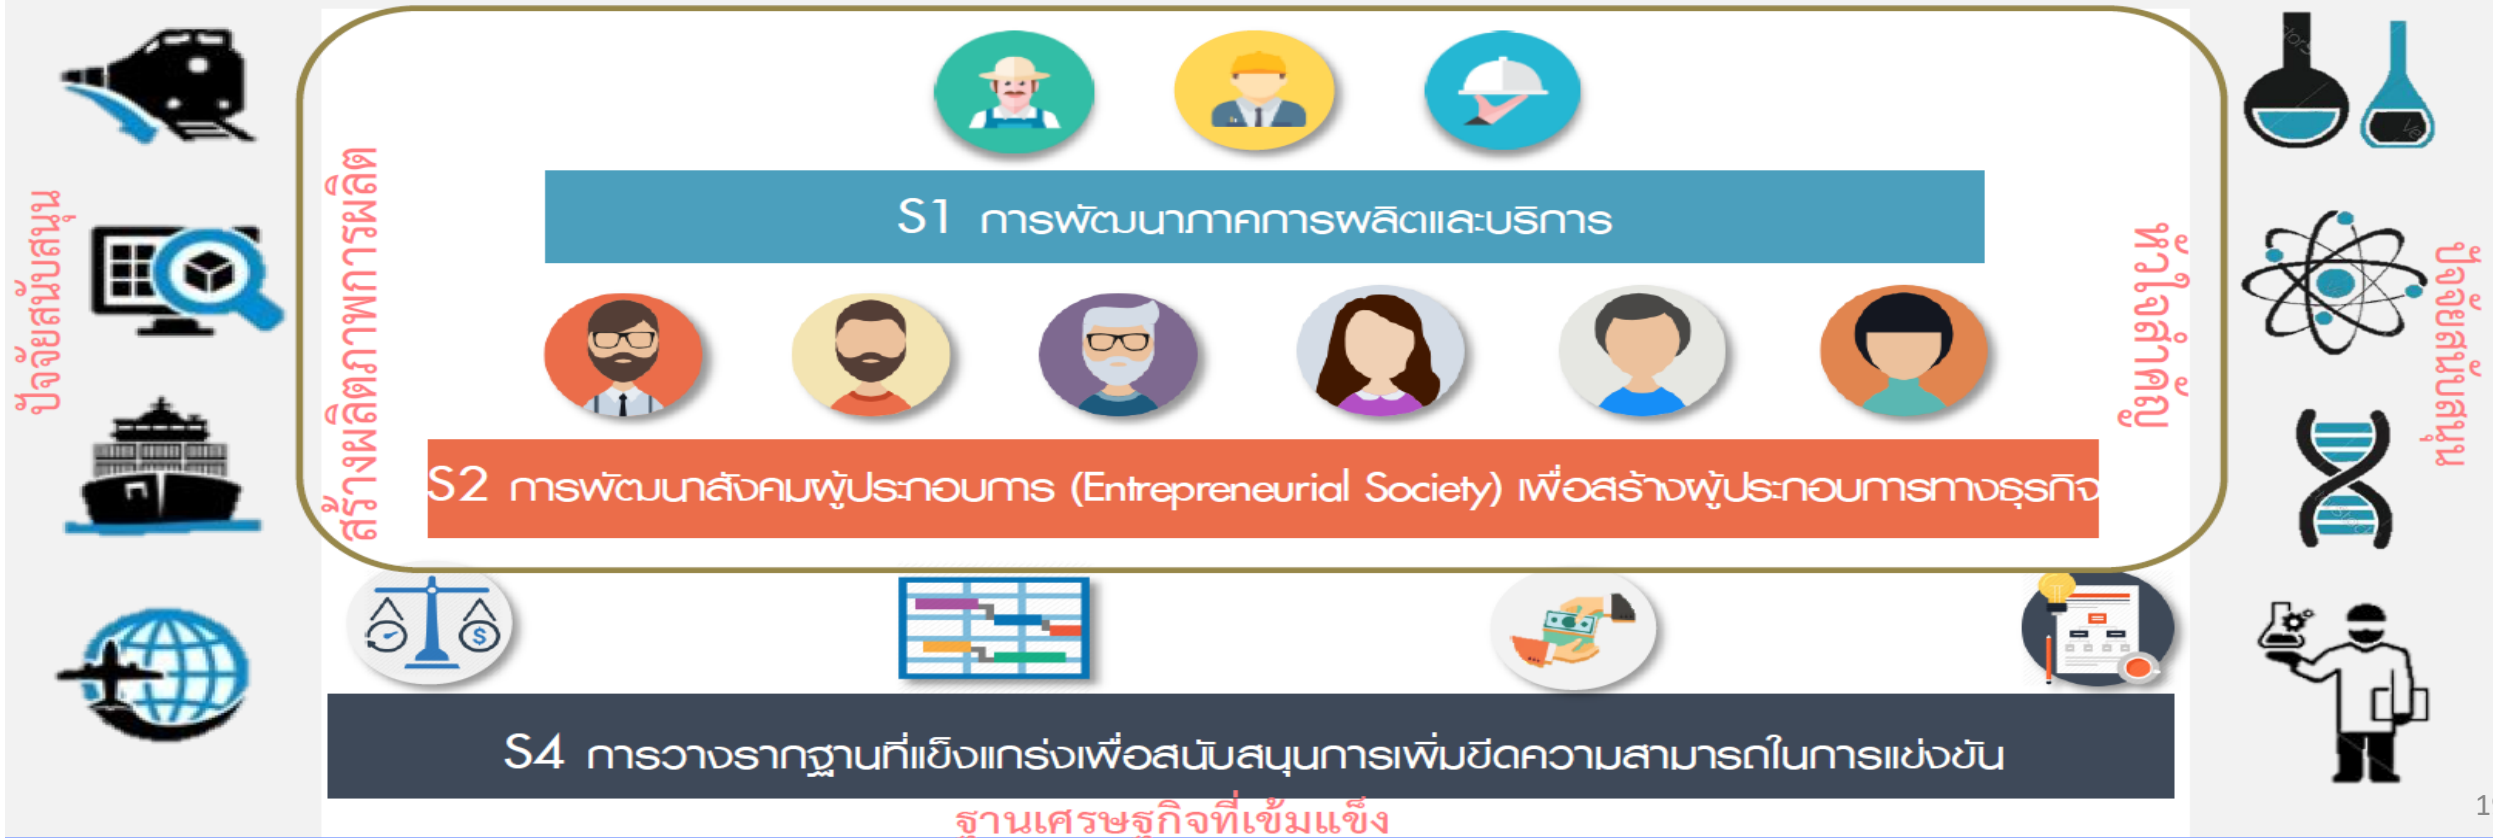 ปัจจัยสนับสนุน
สร้างผลิตภาพการผลิต
S1 การพัฒนาภาคการผลิตและบริการ
หัวใจสำคัญ
ปัจจัยสนับสนุน
S2 การพัฒนาสังคมผู้ประกอบการ (Entrepreneurial Society) เพื่อสร้างผู้ประกอบการทางธุรกิจ
S4 การวางรากฐานที่แข็งแกร่งเพื่อสนับสนุนการเพิ่มขีดความสามารถในการแข่งขัน
ฐานเศรษฐกิจที่เข้มแข็ง